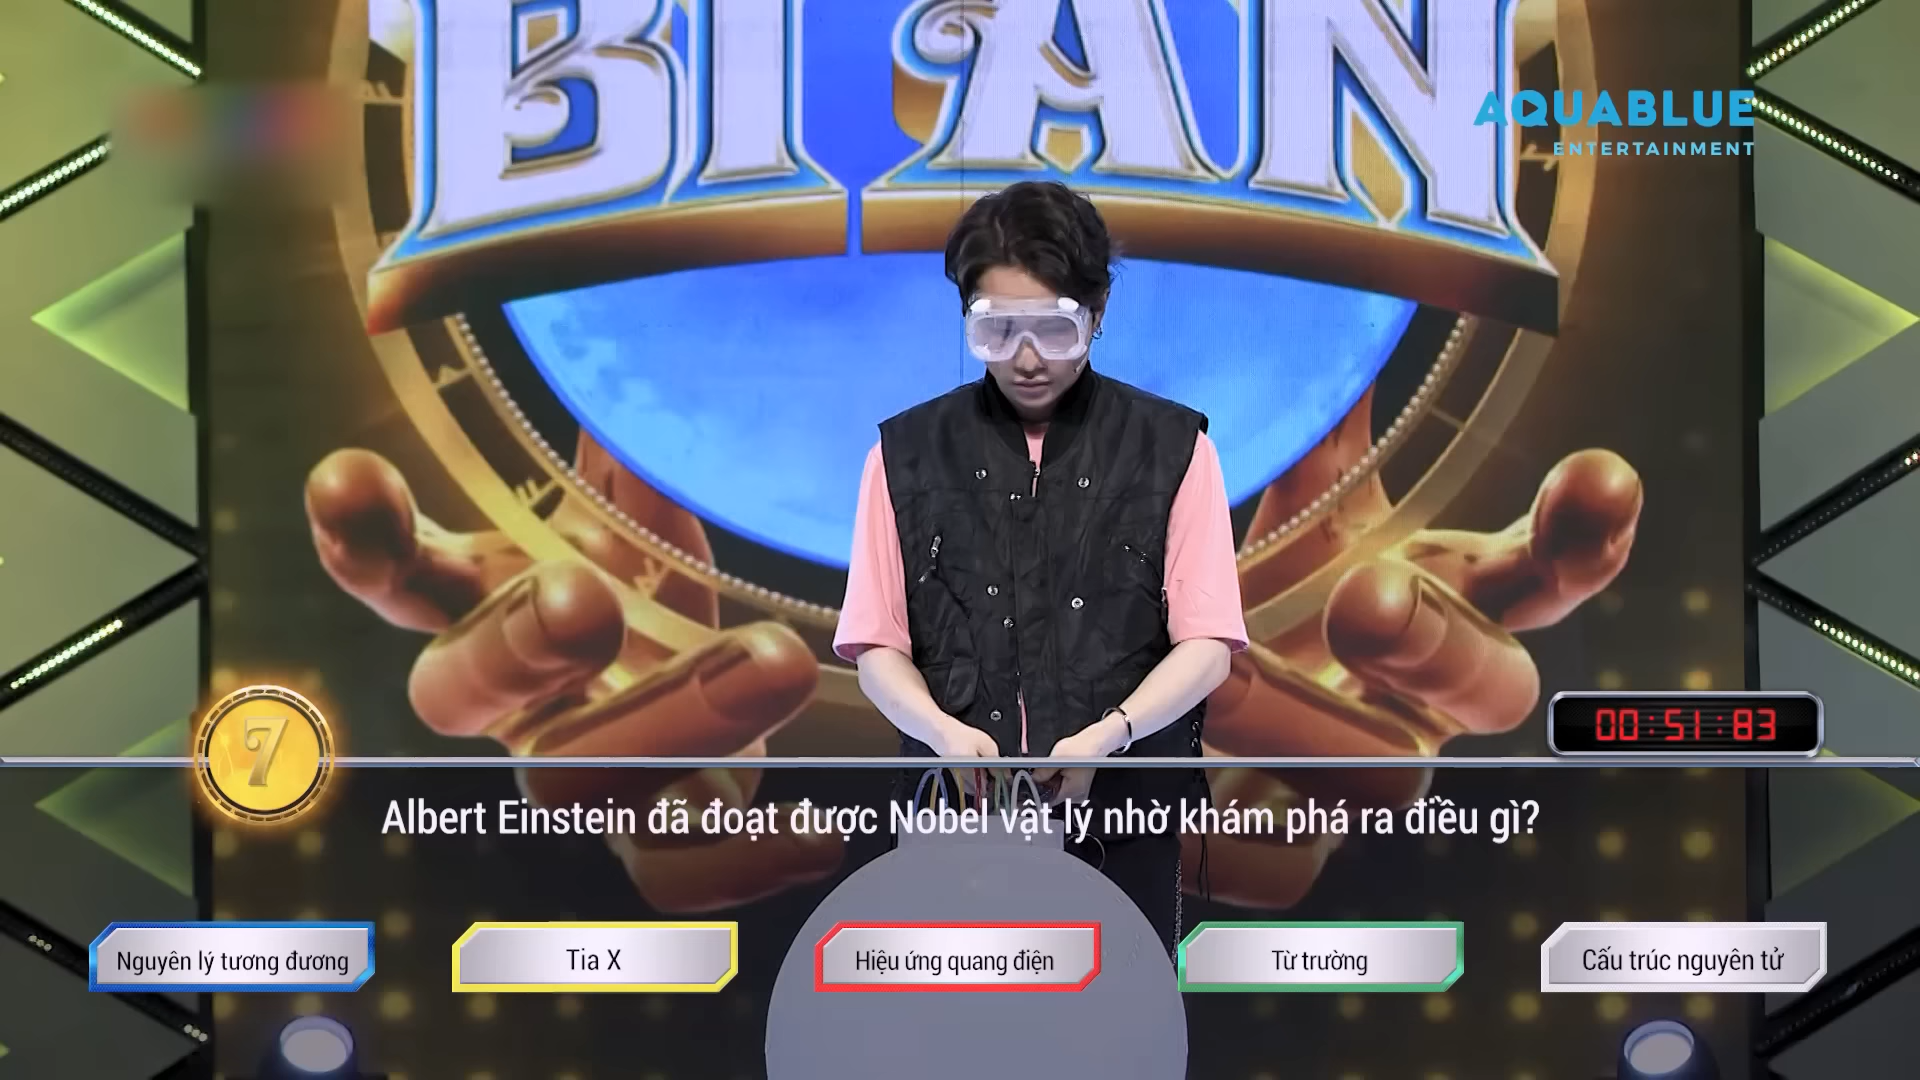 BÍ ẨN
AQUABLUE
ENTERTAINMENT
7
00:51:83
Albert Einstein đã đoạt được Nobel vật lý nhờ khám phá ra điều gì?
Nguyên lý tương đương
Tia X
Hiệu ứng quang điện
Từ trường
Cấu trúc nguyên tử